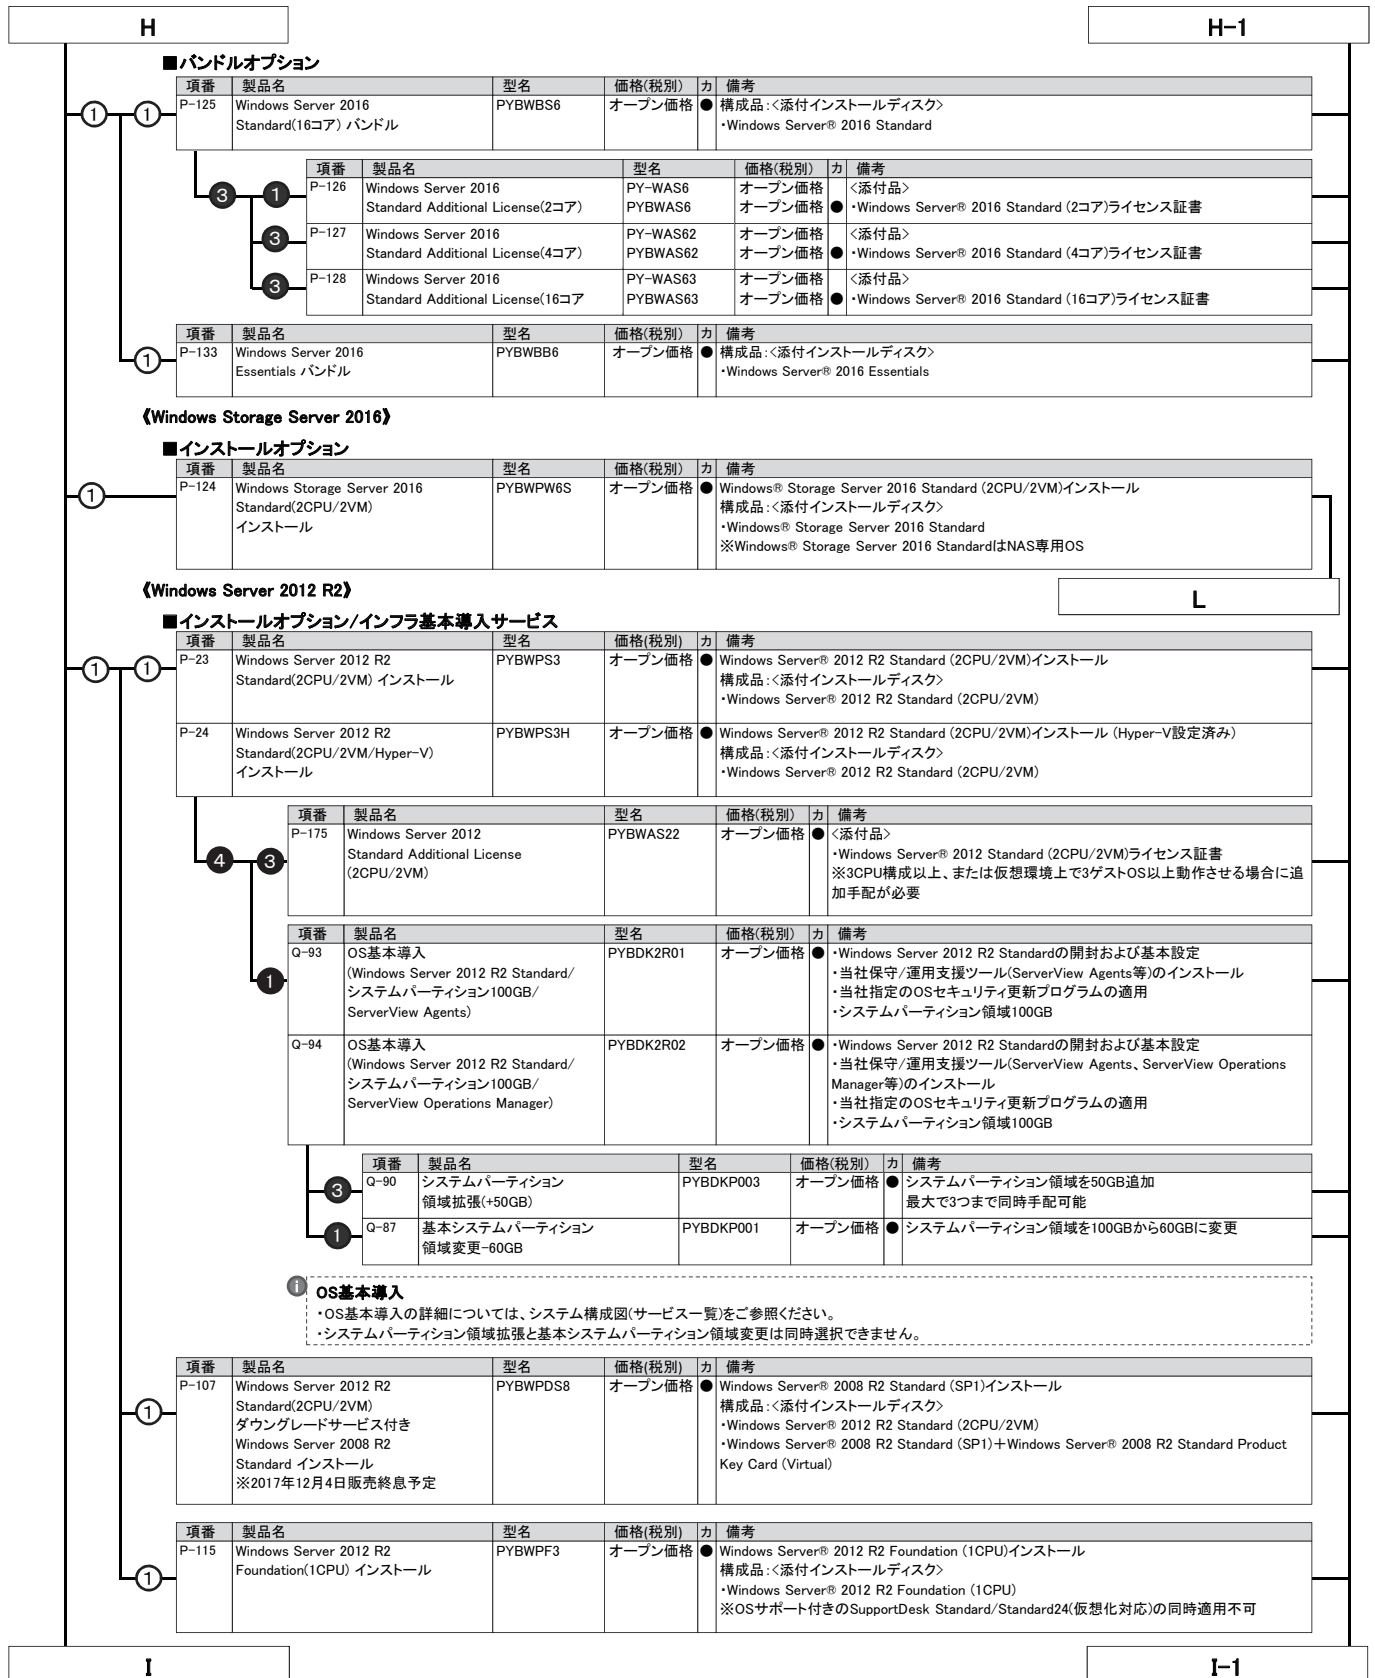 H
H-1
■バンドルオプション
項番 製品名 型名 価格(税別) カ 備考
P-125 Windows Server 2016 PYBWBS6 オープン価格 ● 構成品:<添付インストールディスク>
Standard(16コア) バンドル ・Windows Server® 2016 Standard
① ①
項番 製品名 型名 価格(税別) カ 備考
P-126 Windows Server 2016 PY-WAS6 オープン価格 <添付品>
Standard Additional License(2コア) PYBWAS6 オープン価格 ● ・Windows Server® 2016 Standard (2コア)ライセンス証書
❸ ❶
P-127 Windows Server 2016 PY-WAS62 オープン価格 <添付品>
Standard Additional License(4コア) PYBWAS62 オープン価格 ● ・Windows Server® 2016 Standard (4コア)ライセンス証書
❸
P-128 Windows Server 2016 PY-WAS63 オープン価格 <添付品>
Standard Additional License(16コア PYBWAS63 オープン価格 ● ・Windows Server® 2016 Standard (16コア)ライセンス証書
❸
項番 製品名 型名 価格(税別) カ 備考
P-133 Windows Server 2016 PYBWBB6 オープン価格 ● 構成品:<添付インストールディスク>
Essentials バンドル ・Windows Server® 2016 Essentials
①
《Windows Storage Server 2016》
■インストールオプション
項番 製品名 型名 価格(税別) カ 備考
P-124 Windows Storage Server 2016 PYBWPW6S オープン価格 ● Windows® Storage Server 2016 Standard (2CPU/2VM)インストール
Standard(2CPU/2VM) 構成品:<添付インストールディスク>
インストール ・Windows® Storage Server 2016 Standard
※Windows® Storage Server 2016 StandardはNAS専用OS
①
《Windows Server 2012 R2》
L
■インストールオプション/インフラ基本導入サービス
項番 製品名 型名 価格(税別) カ 備考
P-23 Windows Server 2012 R2 PYBWPS3 オープン価格 ● Windows Server® 2012 R2 Standard (2CPU/2VM)インストール
Standard(2CPU/2VM) インストール 構成品:<添付インストールディスク>
・Windows Server® 2012 R2 Standard (2CPU/2VM)
① ①
P-24 Windows Server 2012 R2 PYBWPS3H オープン価格 ● Windows Server® 2012 R2 Standard (2CPU/2VM)インストール (Hyper-V設定済み)
Standard(2CPU/2VM/Hyper-V) 構成品:<添付インストールディスク>
インストール ・Windows Server® 2012 R2 Standard (2CPU/2VM)
項番 製品名 型名 価格(税別) カ 備考
P-175 Windows Server 2012 PYBWAS22 オープン価格 ● <添付品>
Standard Additional License ・Windows Server® 2012 Standard (2CPU/2VM)ライセンス証書
(2CPU/2VM) ※3CPU構成以上、または仮想環境上で3ゲストOS以上動作させる場合に追
加手配が必要
❹ ❸
項番 製品名 型名 価格(税別) カ 備考
Q-93 OS基本導入 PYBDK2R01 オープン価格 ● ・Windows Server 2012 R2 Standardの開封および基本設定
(Windows Server 2012 R2 Standard/ ・当社保守/運用支援ツール(ServerView Agents等)のインストール
システムパーティション100GB/ ・当社指定のOSセキュリティ更新プログラムの適用
ServerView Agents) ・システムパーティション領域100GB
❶
Q-94 OS基本導入 PYBDK2R02 オープン価格 ● ・Windows Server 2012 R2 Standardの開封および基本設定
(Windows Server 2012 R2 Standard/ ・当社保守/運用支援ツール(ServerView Agents、ServerView Operations
システムパーティション100GB/ Manager等)のインストール
ServerView Operations Manager) ・当社指定のOSセキュリティ更新プログラムの適用
・システムパーティション領域100GB
項番 製品名 型名 価格(税別) カ 備考
Q-90 システムパーティション PYBDKP003 オープン価格 ● システムパーティション領域を50GB追加
領域拡張(+50GB) 最大で3つまで同時手配可能
❸
Q-87 基本システムパーティション PYBDKP001 オープン価格 ● システムパーティション領域を100GBから60GBに変更
領域変更-60GB
❶
i OS基本導入
・OS基本導入の詳細については、システム構成図(サービス一覧)をご参照ください。
・システムパーティション領域拡張と基本システムパーティション領域変更は同時選択できません。
項番 製品名 型名 価格(税別) カ 備考
P-107 Windows Server 2012 R2 PYBWPDS8 オープン価格 ● Windows Server® 2008 R2 Standard (SP1)インストール
Standard(2CPU/2VM) 構成品:<添付インストールディスク>
ダウングレードサービス付き ・Windows Server® 2012 R2 Standard (2CPU/2VM)
Windows Server 2008 R2 ・Windows Server® 2008 R2 Standard (SP1)+Windows Server® 2008 R2 Standard Product
Standard インストール Key Card (Virtual)
※2017年12月4日販売終息予定
①
項番 製品名 型名 価格(税別) カ 備考
P-115 Windows Server 2012 R2 PYBWPF3 オープン価格 ● Windows Server® 2012 R2 Foundation (1CPU)インストール
Foundation(1CPU) インストール 構成品:<添付インストールディスク>
・Windows Server® 2012 R2 Foundation (1CPU)
※OSサポート付きのSupportDesk Standard/Standard24(仮想化対応)の同時適用不可
①
I
I-1